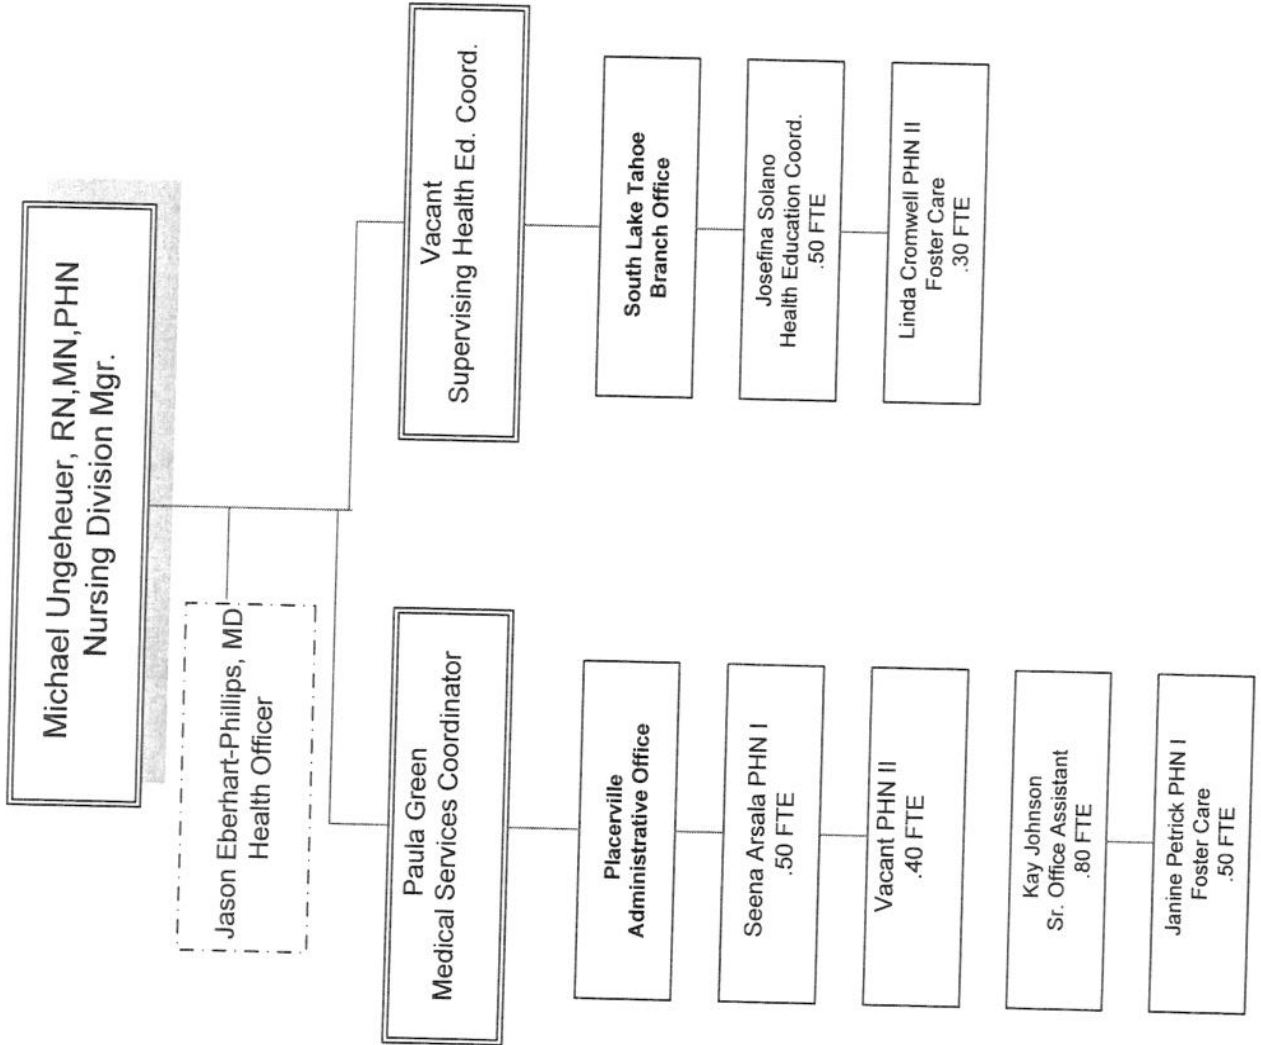 Michael Ungeheuer, RN,MN,PHN
Nursing Division Mgr.
Jason Eberhart-Phillips, MD
Health Officer
Paula Green
Medical Services Coordinator
Placerville
Administrative Office
Seena Arsala PHN I
.50 FTE
Vacant PHN II
.40 FTE
Kay Johnson
Sr. Office Assistant
.80 FTE
Janine Petrick PHN I
Foster Care
.50 FTE
Vacant
Supervising Health Ed. Coord.
South Lake Tahoe
Branch Office
Josefina Solano
Health Education Coord.
.50 FTE
Linda Cromwell PHN II
Foster Care
.30 FTE